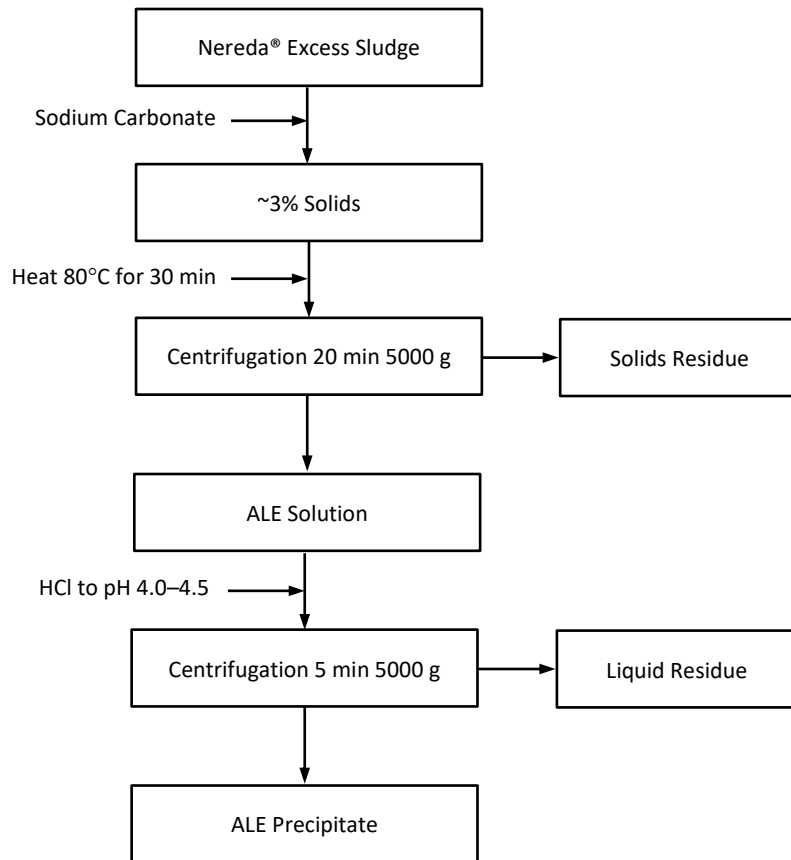 Nereda® Excess Sludge
Sodium Carbonate
~3% Solids
Heat 80°C for 30 min
Centrifugation 20 min 5000 g
Solids Residue
ALE Solution
HCl to pH 4.0–4.5
Centrifugation 5 min 5000 g
Liquid Residue
ALE Precipitate